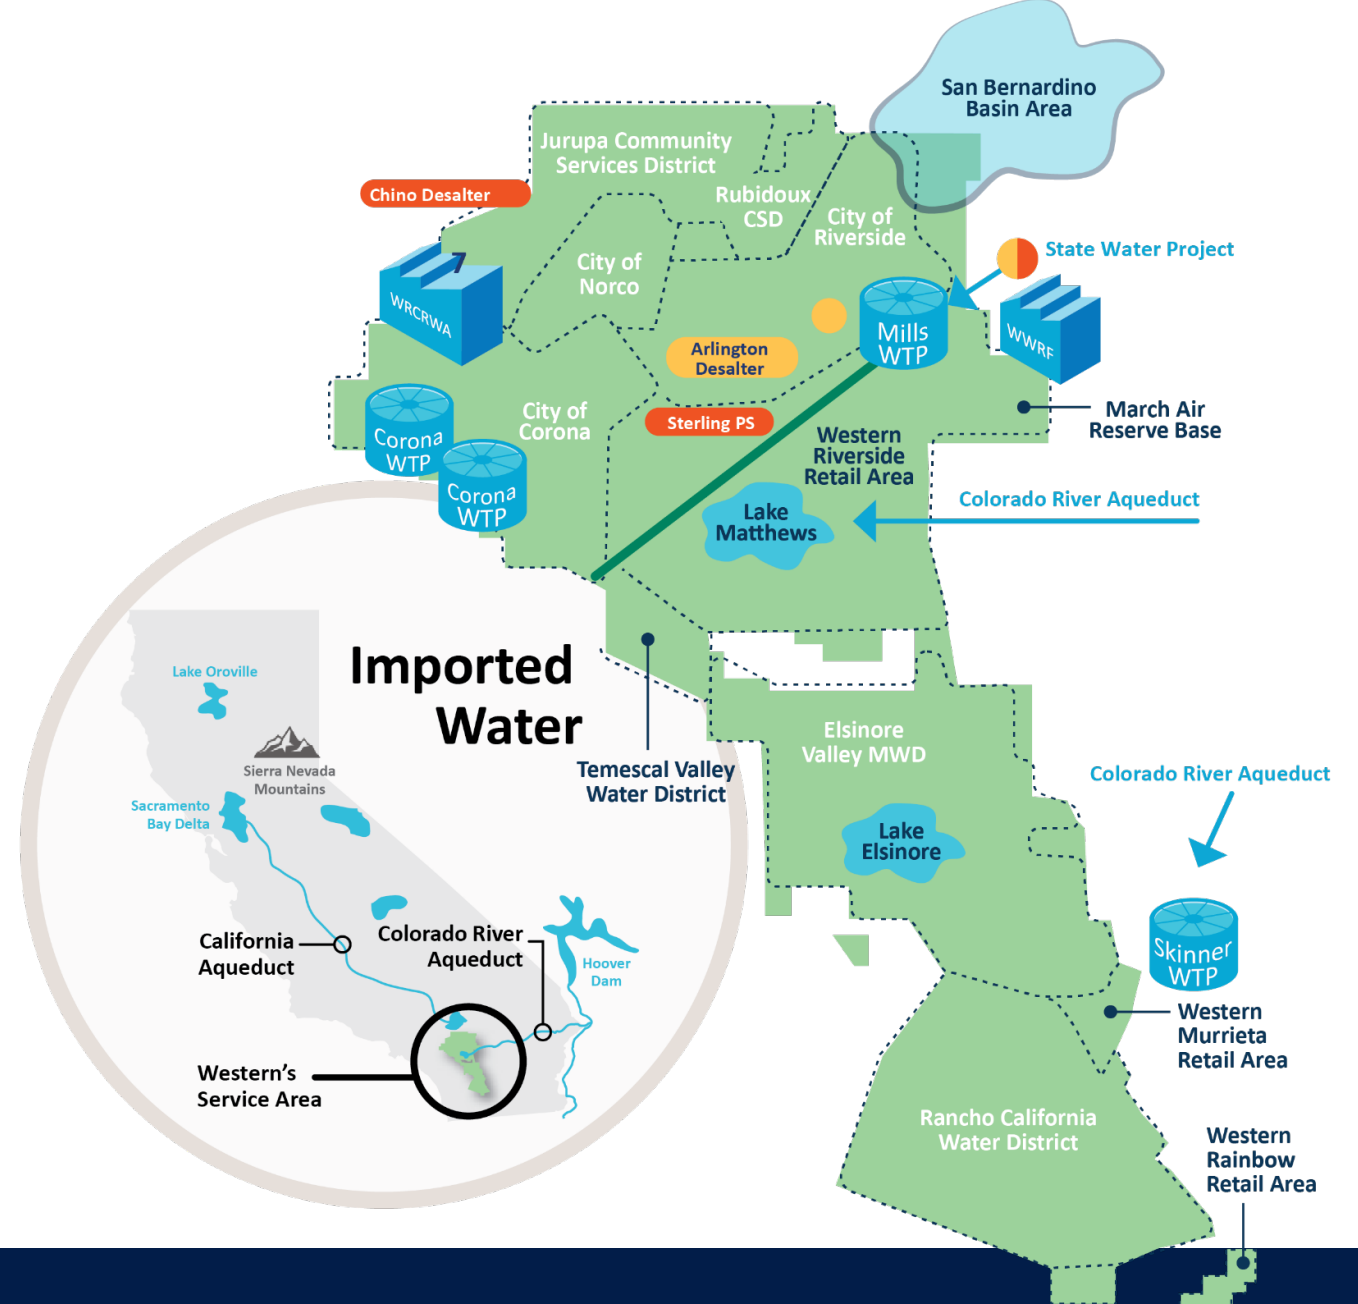 San Bernardino
Basin Area
Jurupa Community
Services District
Chino Desalter
Rubidoux
CSD
City of
Riverside
State Water Project
City of
Norco
7
WRCRWA
Mills
WTP
WWRF
Arlington
Desalter
Corona
WTP
City of
Corona
Sterling PS
March Air
Reserve Base
Western
Riverside
Retail Area
Corona
WTP
Colorado River Aqueduct
Lake
Matthews
Imported
Water
Lake Oroville
Sierra Nevada
Mountains
Sacramento
Bay Delta
Temescal Valley
Water District
Elsinore
Valley MWD
Colorado River Aqueduct
Lake
Elsinore
California
Aqueduct
Colorado River
Aqueduct
Hoover
Dam
Skinner
WTP
Western
Murrieta
Retail Area
Western's
Service Area
Rancho California
Water District
Western
Rainbow
Retail Area